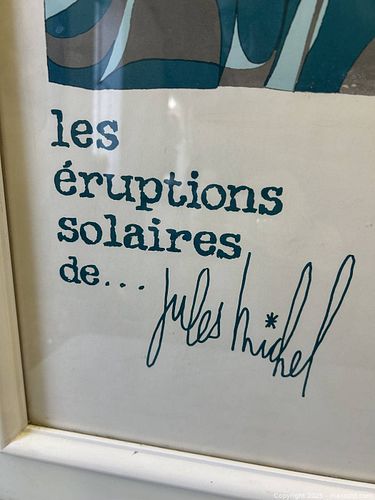 les
éruptions
solaires
de... Jules Michel
*